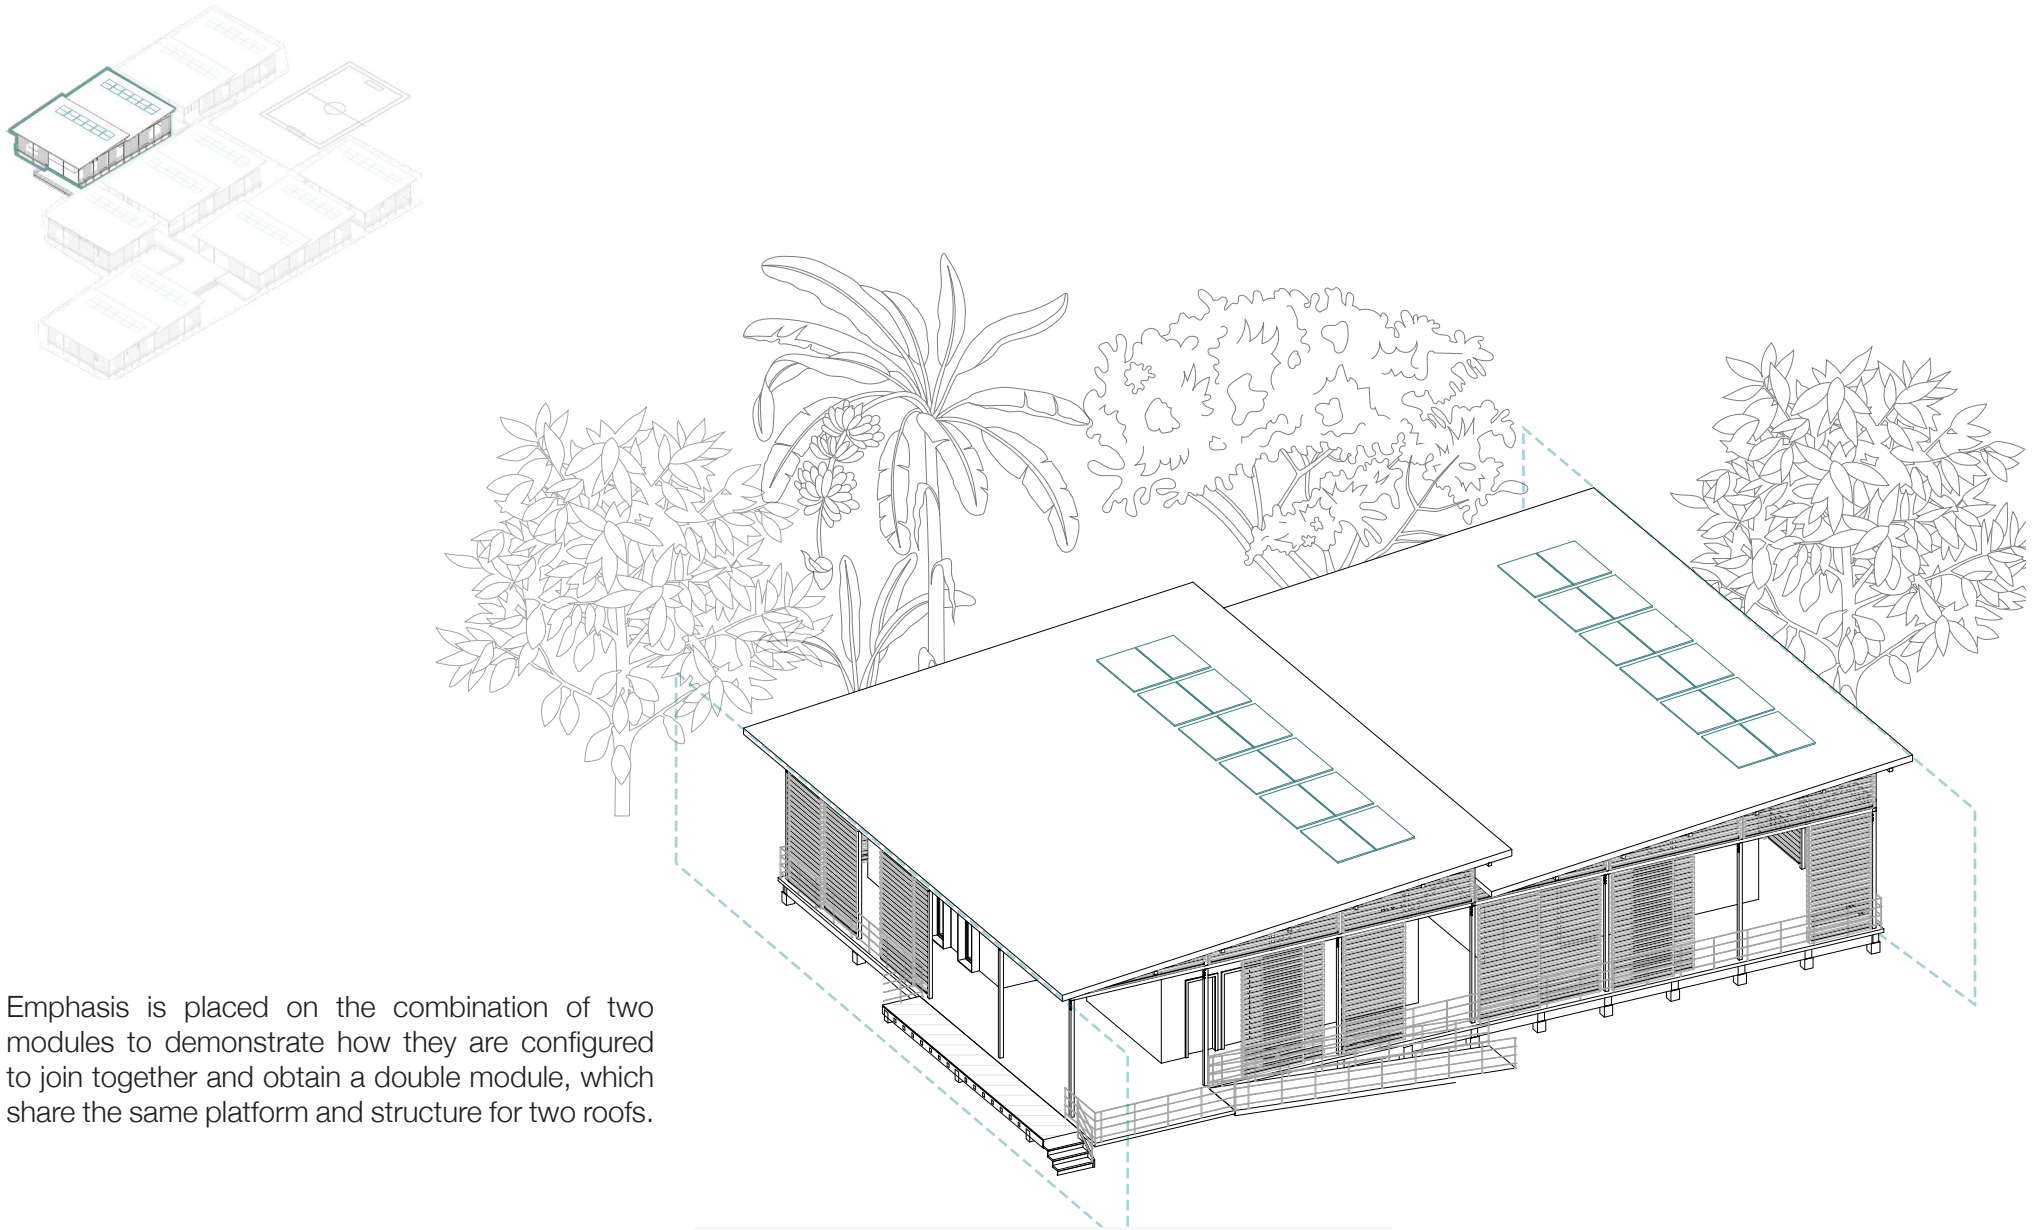 Emphasis is placed on the combination of two
modules to demonstrate how they are configured
to join together and obtain a double module, which
share the same platform and structure for two roofs.